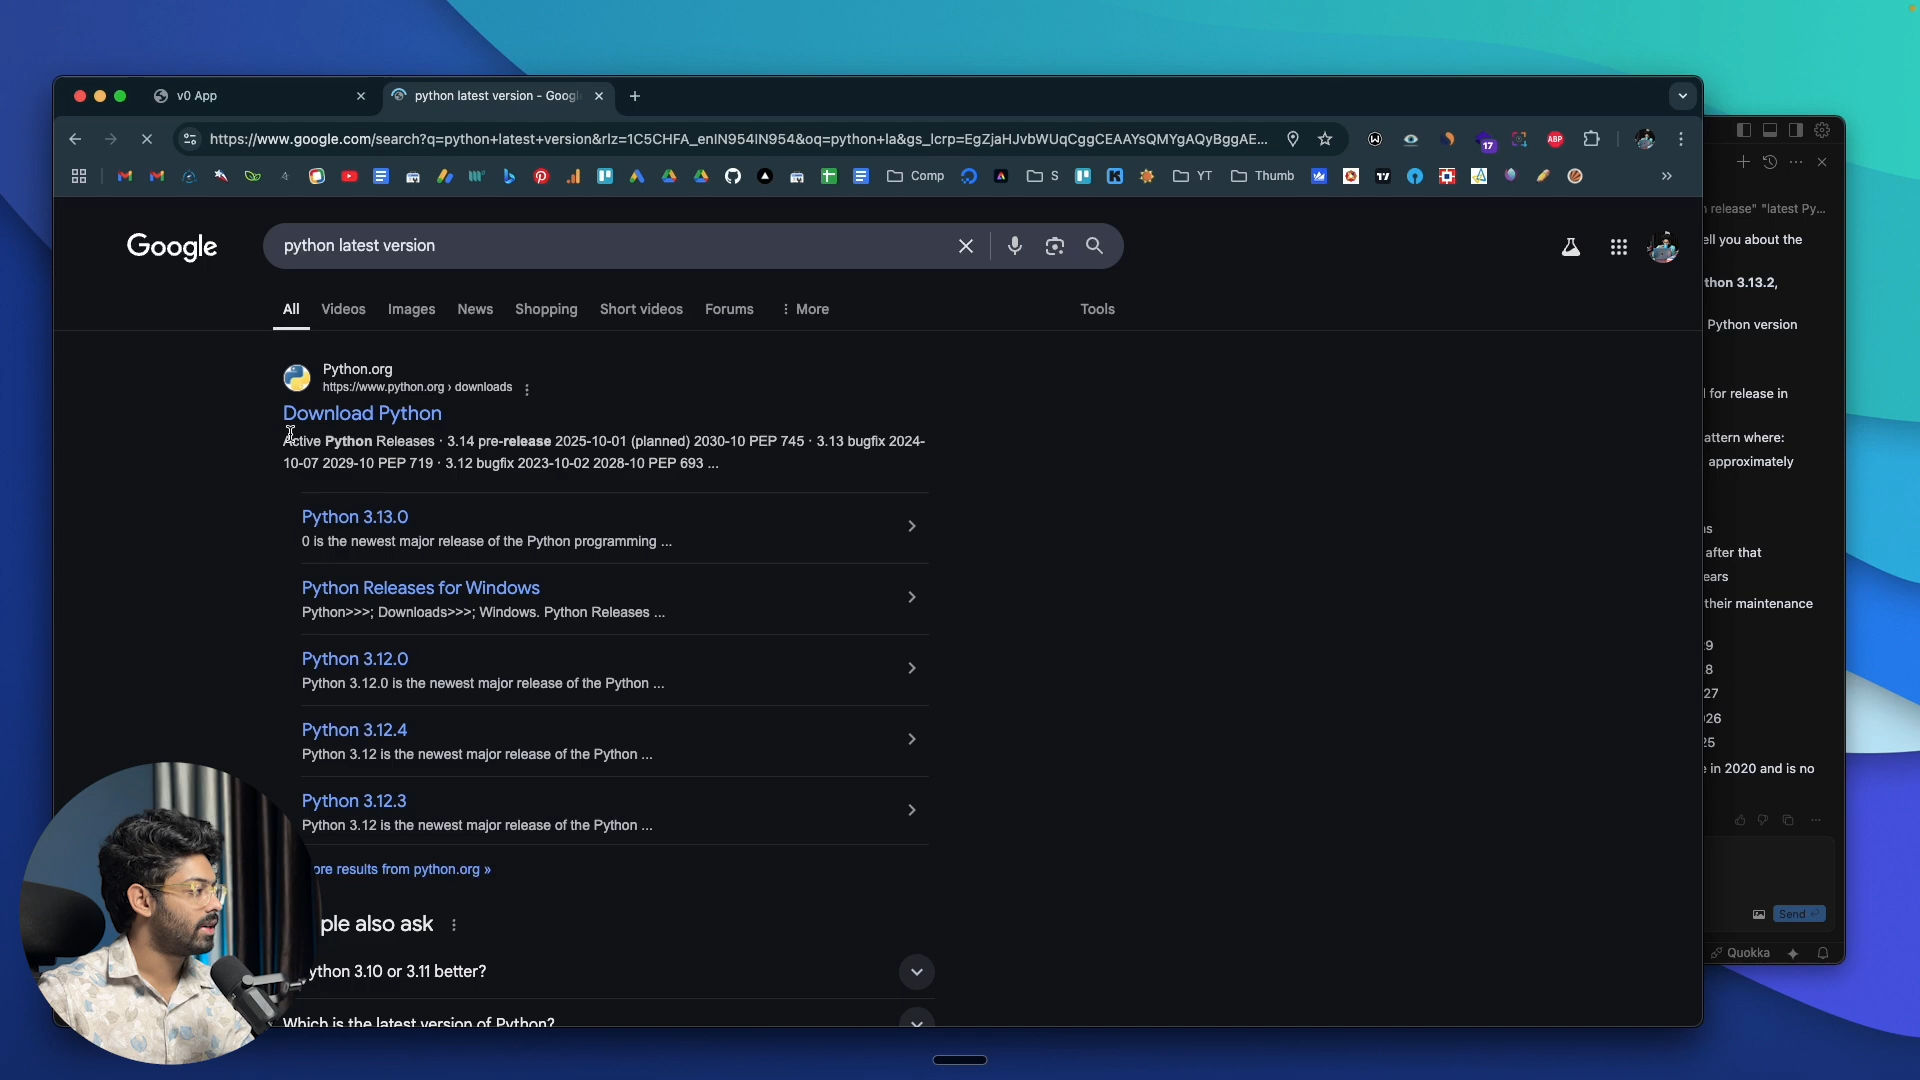 v0 App
python latest version - Googl
https://www.google.com/search?q=python+latest+version&rlz=1C5CHFA_enIN954IN954&oq=python+la&gs_lcrp=EgZjaHJvbWUqCggCEAAYsQMYgAQyBggAE...
ABP
17
Comp
S
YT
Thumb
Google
python latest version
All
Videos
Images
News
Shopping
Short videos
Forums
More
Tools
Python.org
https://www.python.org › downloads
Download Python
Active Python Releases · 3.14 pre-release 2025-10-01 (planned) 2030-10 PEP 745 · 3.13 bugfix 2024-
10-07 2029-10 PEP 719 · 3.12 bugfix 2023-10-02 2028-10 PEP 693 ...
Python 3.13.0
0 is the newest major release of the Python programming ...
Python Releases for Windows
Python>>>; Downloads>>>; Windows. Python Releases ...
Python 3.12.0
Python 3.12.0 is the newest major release of the Python ...
Python 3.12.4
Python 3.12 is the newest major release of the Python ...
Python 3.12.3
Python 3.12 is the newest major release of the Python ...
ore results from python.org »
ple also ask
ython 3.10 or 3.11 better?
Which is the latest version of Python?
n release" "latest Py...
ell you about the
thon 3.13.2,
Python version
for release in
attern where:
approximately
ns
after that
ears
their maintenance
29
8
27
026
25
e in 2020 and is no
Send
Quokka